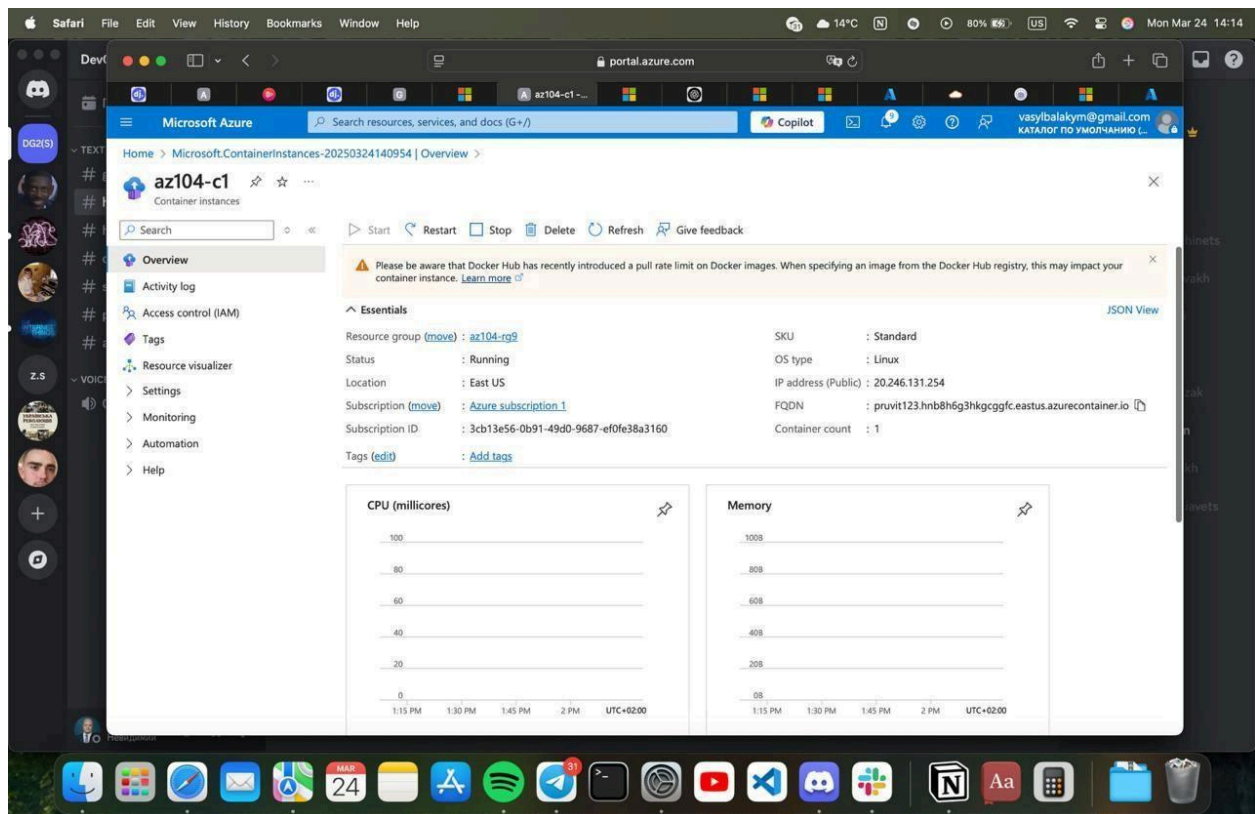 Safari File Edit View History Bookmarks Window Help 14°C 80% US Mon Mar 24 14:14
portal.azure.com
az104-c1 -...
Microsoft Azure
Search resources, services, and docs (G+/)
Copilot
vasylbalakym@gmail.com
КАТАЛОГ ПО УМОЛЧАНИЮ (...
Home > Microsoft.ContainerInstances-20250324140954 | Overview >
az104-c1
Container instances
Search
Start Restart Stop Delete Refresh Give feedback
Overview
Activity log
Access control (IAM)
Tags
Resource visualizer
Settings
Monitoring
Automation
Help
Please be aware that Docker Hub has recently introduced a pull rate limit on Docker images. When specifying an image from the Docker Hub registry, this may impact your
container instance. Learn more
Essentials
JSON View
Resource group (move) : az104-rg9
Status : Running
Location : East US
Subscription (move) : Azure subscription 1
Subscription ID : 3cb13e56-0b91-49d0-9687-ef0fe38a3160
Tags (edit) : Add tags
SKU : Standard
OS type : Linux
IP address (Public) : 20.246.131.254
FQDN : pruvit123.hnb8h6g3hkgcggfc.eastus.azurecontainer.io
Container count : 1
CPU (millicores)
100
80
60
40
20
0
1:15 PM 1:30 PM 1:45 PM 2 PM UTC+02:00
Memory
100B
80B
60B
40B
20B
0B
1:15 PM 1:30 PM 1:45 PM 2 PM UTC+02:00
DG2(5)
TEXT
Z.S
VOICE
MAR
24
31
Aa